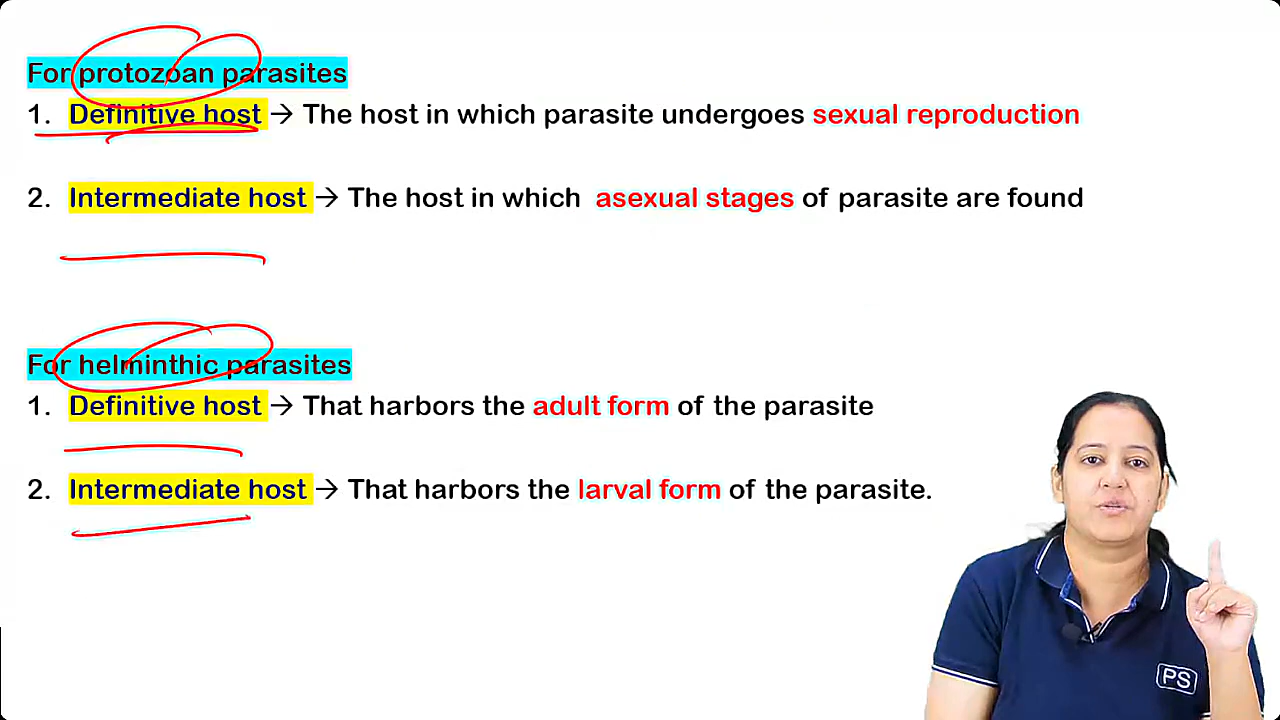 For protozoan parasites
1. Definitive host → The host in which parasite undergoes sexual reproduction
2. Intermediate host → The host in which asexual stages of parasite are found
For helminthic parasites
1. Definitive host → That harbors the adult form of the parasite
2. Intermediate host → That harbors the larval form of the parasite.
PS